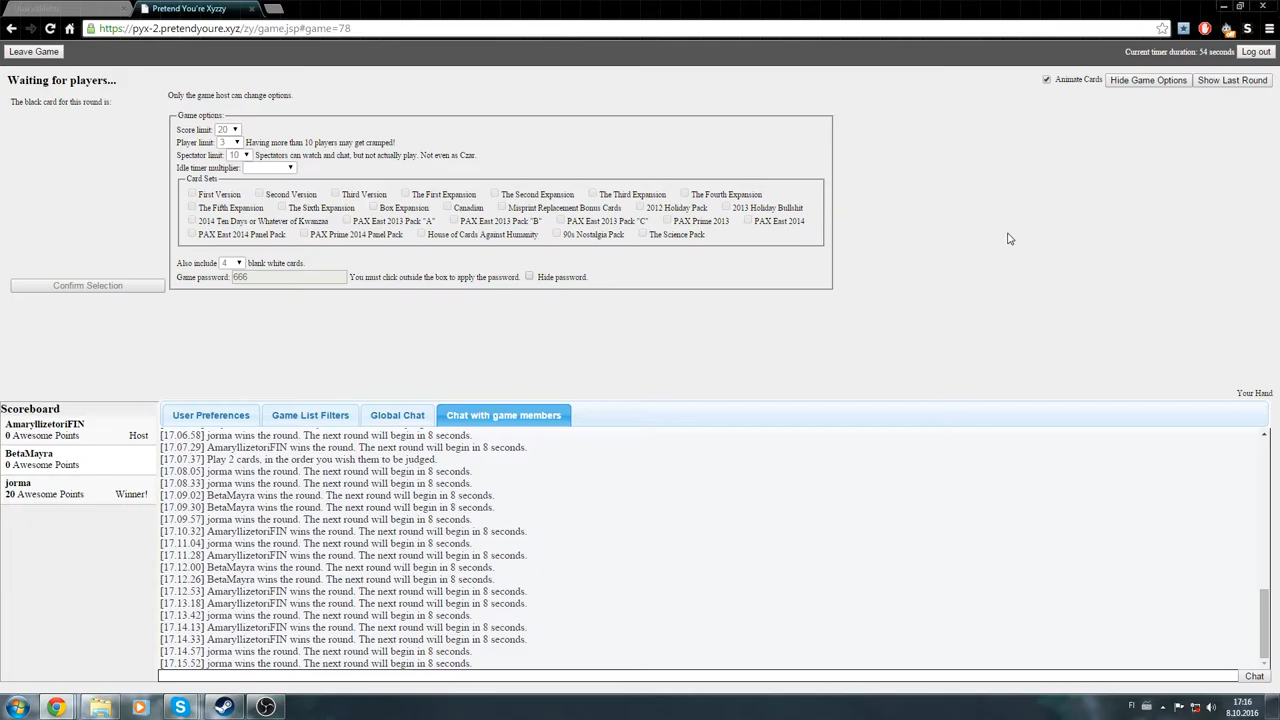 Pretend You're Xyzzy
https://pyx-2.pretendyoure.xyz/zy/game.jsp#game=78
Leave Game
Current timer duration: 54 seconds
Log out
Waiting for players...
Animate Cards
Hide Game Options
Show Last Round
The black card for this round is:
Only the game host can change options.
Game options:
Score limit: 20
Player limit: 3 Having more than 10 players may get cramped!
Spectator limit: 10 Spectators can watch and chat, but not actually play. Not even as Czar.
Idle timer multiplier:
Card Sets
First Version Second Version Third Version The First Expansion The Second Expansion The Third Expansion The Fourth Expansion
The Fifth Expansion The Sixth Expansion Box Expansion Canadian Misprint Replacement Bonus Cards 2012 Holiday Pack 2013 Holiday Bullshit
2014 Ten Days or Whatever of Kwanzaa PAX East 2013 Pack "A" PAX East 2013 Pack "B" PAX East 2013 Pack "C" PAX Prime 2013 PAX East 2014
PAX East 2014 Panel Pack PAX Prime 2014 Panel Pack House of Cards Against Humanity 90s Nostalgia Pack The Science Pack
Also include 4 blank white cards.
Game password: 666 You must click outside the box to apply the password. Hide password.
Confirm Selection
Your Hand
Scoreboard
AmaryllizetoriFIN
0 Awesome Points Host
BetaMayra
0 Awesome Points
jorma
20 Awesome Points Winner!
User Preferences
Game List Filters
Global Chat
Chat with game members
[17.06.58] jorma wins the round. The next round will begin in 8 seconds.
[17.07.29] AmaryllizetoriFIN wins the round. The next round will begin in 8 seconds.
[17.07.37] Play 2 cards, in the order you wish them to be judged.
[17.08.05] jorma wins the round. The next round will begin in 8 seconds.
[17.08.33] jorma wins the round. The next round will begin in 8 seconds.
[17.09.02] BetaMayra wins the round. The next round will begin in 8 seconds.
[17.09.30] BetaMayra wins the round. The next round will begin in 8 seconds.
[17.09.57] jorma wins the round. The next round will begin in 8 seconds.
[17.10.32] AmaryllizetoriFIN wins the round. The next round will begin in 8 seconds.
[17.11.04] jorma wins the round. The next round will begin in 8 seconds.
[17.11.28] AmaryllizetoriFIN wins the round. The next round will begin in 8 seconds.
[17.12.00] BetaMayra wins the round. The next round will begin in 8 seconds.
[17.12.26] BetaMayra wins the round. The next round will begin in 8 seconds.
[17.12.53] AmaryllizetoriFIN wins the round. The next round will begin in 8 seconds.
[17.13.18] AmaryllizetoriFIN wins the round. The next round will begin in 8 seconds.
[17.13.42] jorma wins the round. The next round will begin in 8 seconds.
[17.14.13] AmaryllizetoriFIN wins the round. The next round will begin in 8 seconds.
[17.14.33] AmaryllizetoriFIN wins the round. The next round will begin in 8 seconds.
[17.14.57] jorma wins the round. The next round will begin in 8 seconds.
[17.15.52] jorma wins the round. The next round will begin in 8 seconds.
Chat
FI
17:16
8.10.2016